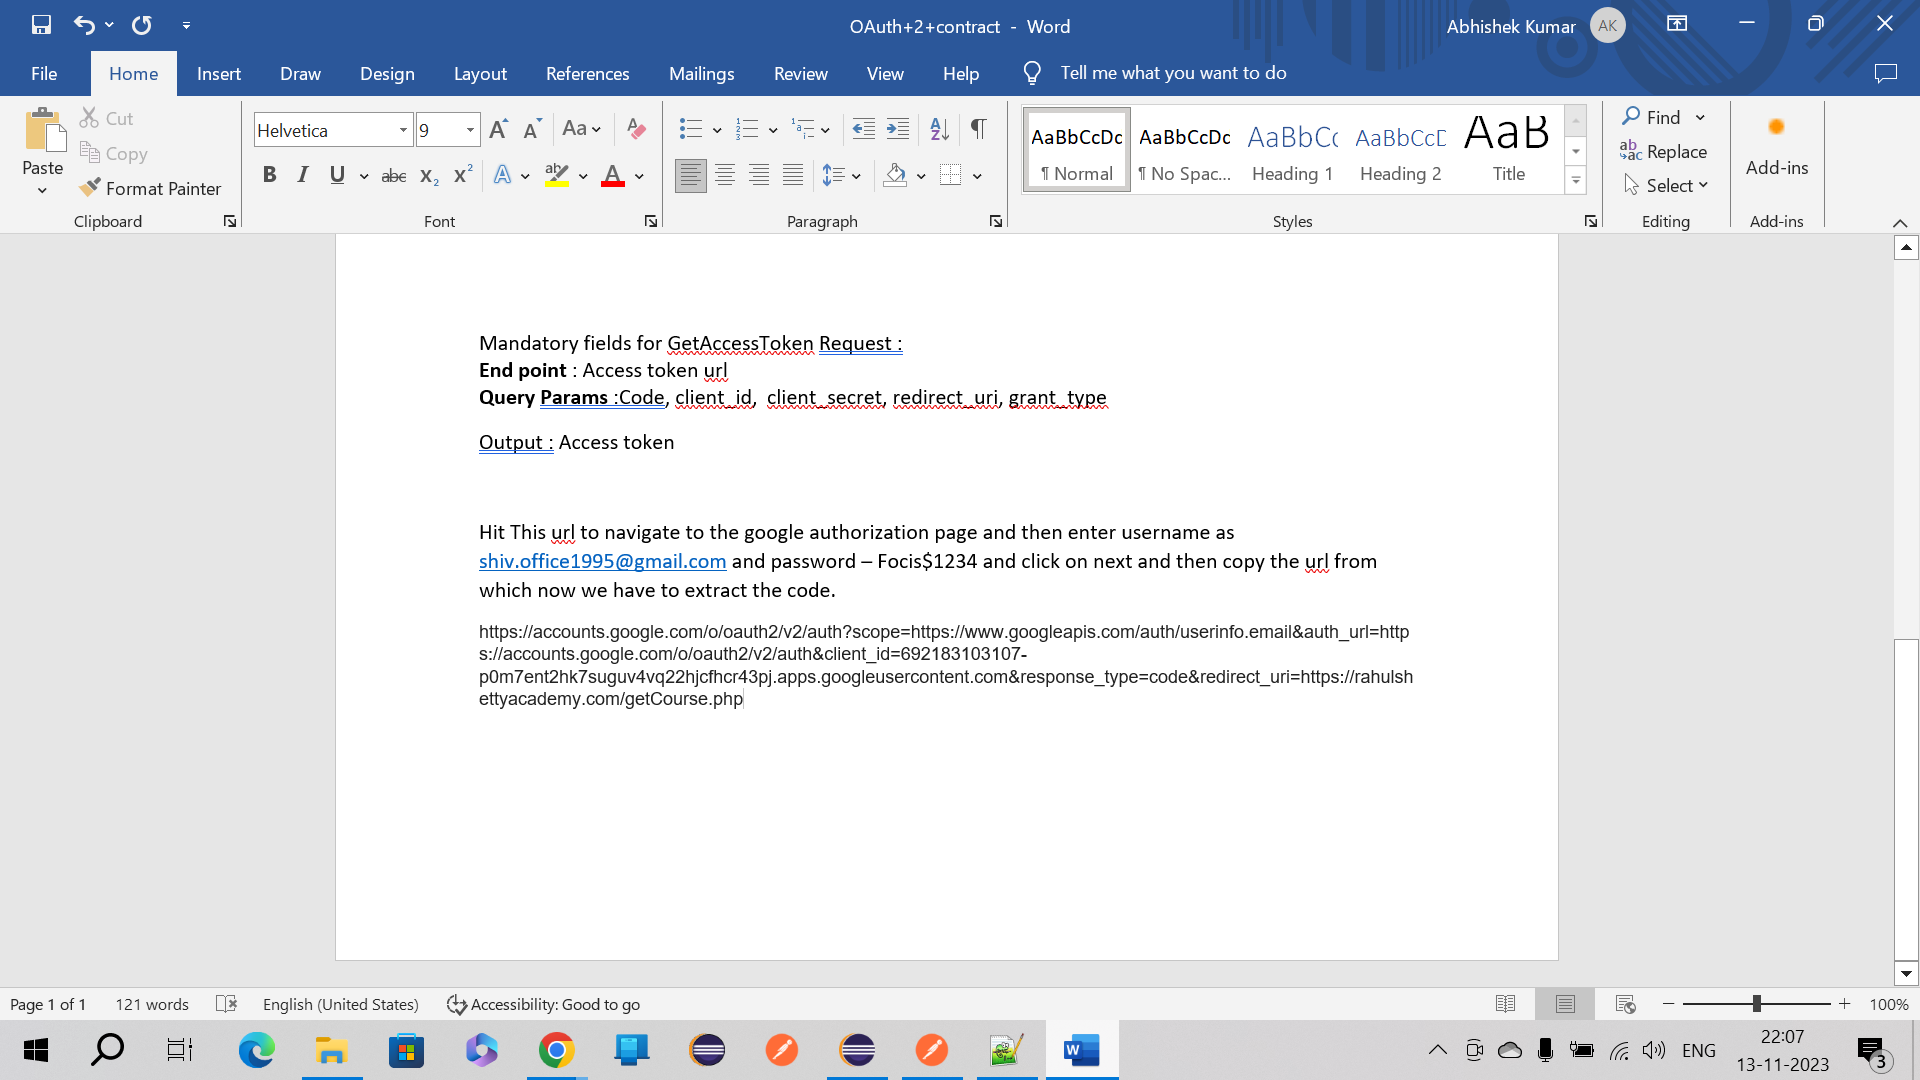 OAuth+2+contract - Word
Abhishek Kumar AK
File Home Insert Draw Design Layout References Mailings Review View Help Tell me what you want to do
Paste
Cut
Copy
Format Painter
Clipboard
Helvetica 9
Font
Paragraph
AaBbCcDc AaBbCcDc AaBbCc AaBbCcD AaB
¶ Normal ¶ No Spac... Heading 1 Heading 2 Title
Styles
Find
Replace
Select
Editing
Add-ins
Add-ins
Mandatory fields for GetAccessToken Request :
End point : Access token url
Query Params :Code, client_id,  client_secret, redirect_uri, grant_type
Output : Access token
Hit This url to navigate to the google authorization page and then enter username as
shiv.office1995@gmail.com and password – Focis$1234 and click on next and then copy the url from
which now we have to extract the code.
https://accounts.google.com/o/oauth2/v2/auth?scope=https://www.googleapis.com/auth/userinfo.email&auth_url=http
s://accounts.google.com/o/oauth2/v2/auth&client_id=692183103107-
p0m7ent2hk7suguv4vq22hjcfhcr43pj.apps.googleusercontent.com&response_type=code&redirect_uri=https://rahulsh
ettyacademy.com/getCourse.php
Page 1 of 1 121 words English (United States) Accessibility: Good to go 100%
ENG
22:07
13-11-2023
3